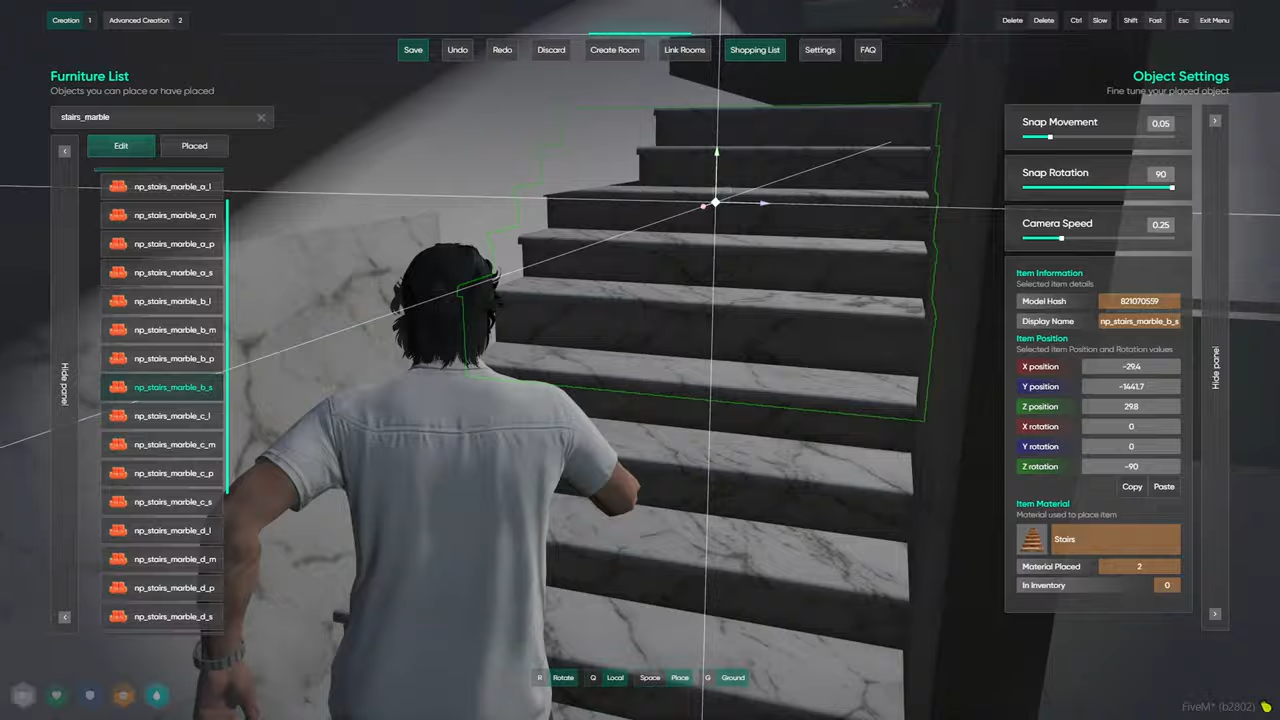 Creation 1 Advanced Creation 2
Delete Delete Ctrl Slow Shift Fast Esc Exit Menu
Save Undo Redo Discard Create Room Link Rooms Shopping List Settings FAQ
Furniture List
Objects you can place or have placed
stairs_marble
Edit Placed
np_stairs_marble_a_l
np_stairs_marble_a_m
np_stairs_marble_a_p
np_stairs_marble_a_s
np_stairs_marble_b_l
np_stairs_marble_b_m
np_stairs_marble_b_p
np_stairs_marble_b_s
np_stairs_marble_c_l
np_stairs_marble_c_m
np_stairs_marble_c_p
np_stairs_marble_c_s
np_stairs_marble_d_l
np_stairs_marble_d_m
np_stairs_marble_d_p
np_stairs_marble_d_s
Hide panel
Object Settings
Fine tune your placed object
Snap Movement 0.05
Snap Rotation 90
Camera Speed 0.25
Item Information
Selected item details
Model Hash 821070559
Display Name np_stairs_marble_b_s
Item Position
Selected item Position and Rotation values
X position -29.4
Y position -1441.7
Z position 29.8
X rotation 0
Y rotation 0
Z rotation -90
Copy Paste
Item Material
Material used to place item
Stairs
Material Placed 2
In Inventory 0
Hide panel
R Rotate Q Local Space Place G Ground
FiveM* (b2802)